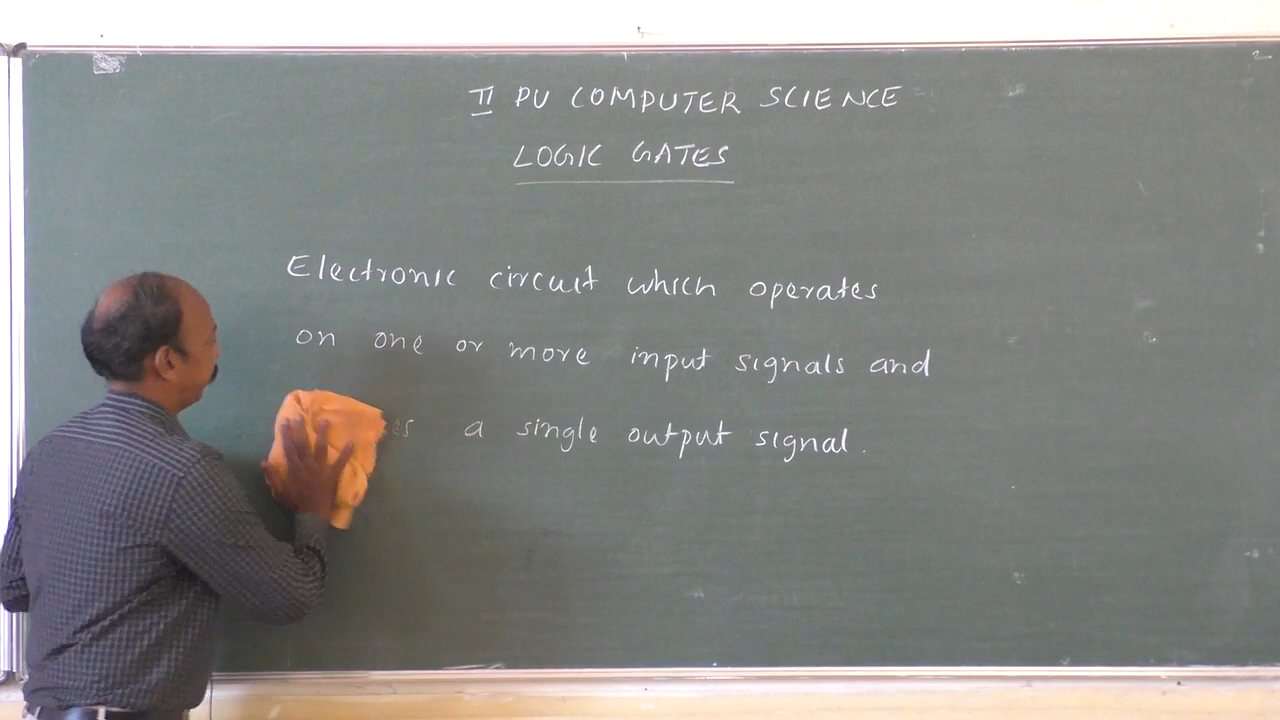 II PU COMPUTER SCIENCE
LOGIC GATES
Electronic circuit which operates
on one or more input signals and
a single output signal.